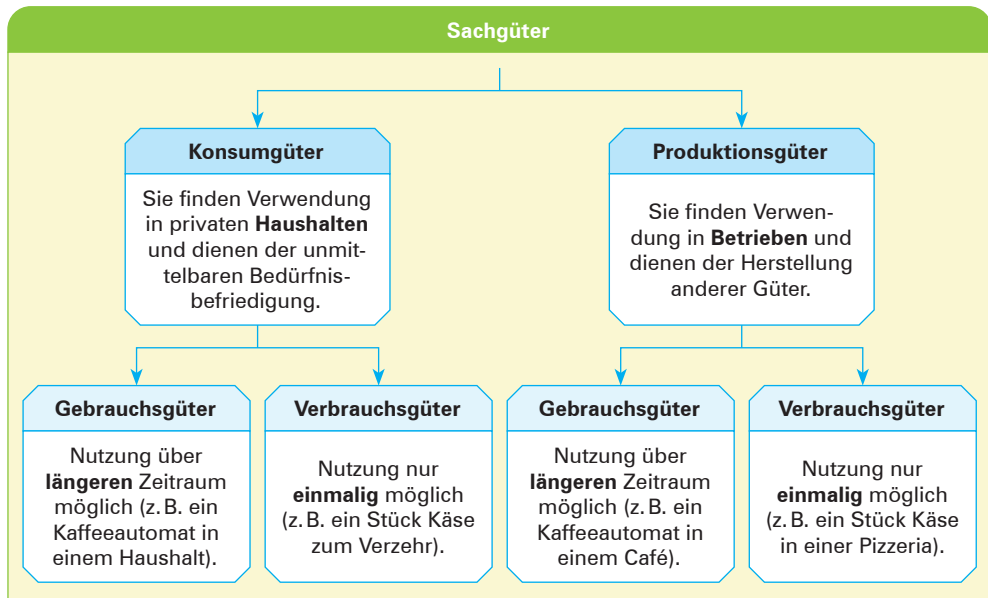 Sachgüter
Konsumgüter
Sie finden Verwendung
in privaten Haushalten
und dienen der unmit-
telbaren Bedürfnis-
befriedigung.
Produktionsgüter
Sie finden Verwen-
dung in Betrieben und
dienen der Herstellung
anderer Güter.
Gebrauchsgüter
Nutzung über
längeren Zeitraum
möglich (z. B. ein
Kaffeeautomat in
einem Haushalt).
Verbrauchsgüter
Nutzung nur
einmalig möglich
(z. B. ein Stück Käse
zum Verzehr).
Gebrauchsgüter
Nutzung über
längeren Zeitraum
möglich (z. B. ein
Kaffeeautomat in
einem Café).
Verbrauchsgüter
Nutzung nur
einmalig möglich
(z. B. ein Stück Käse
in einer Pizzeria).